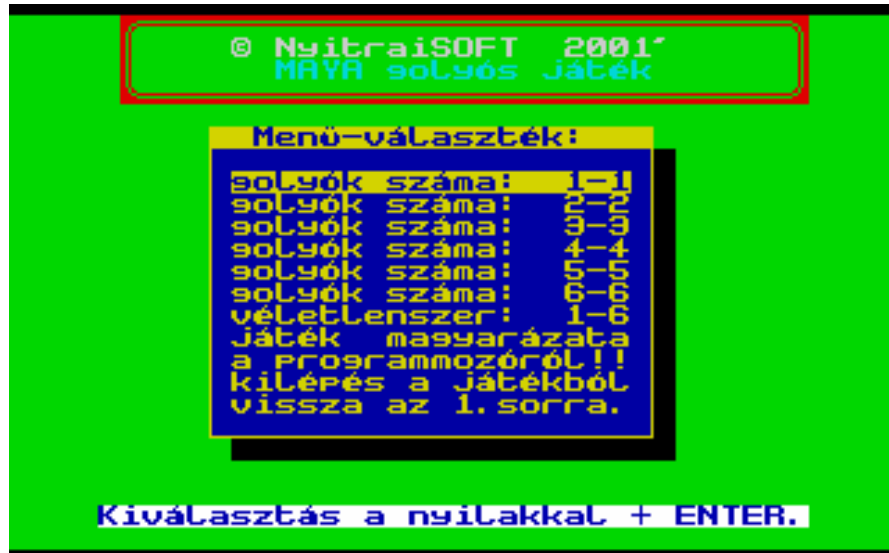 © NyitraiSOFT 2001´
MAYA golyós játék
Menü-választék:
golyók száma: 1-1
golyók száma: 2-2
golyók száma: 3-3
golyók száma: 4-4
golyók száma: 5-5
golyók száma: 6-6
véletlenszer: 1-6
játék magyarázata
a programmozóról!!
kilépés a játékból
vissza az 1.sorra.
Kiválasztás a nyilakkal + ENTER.